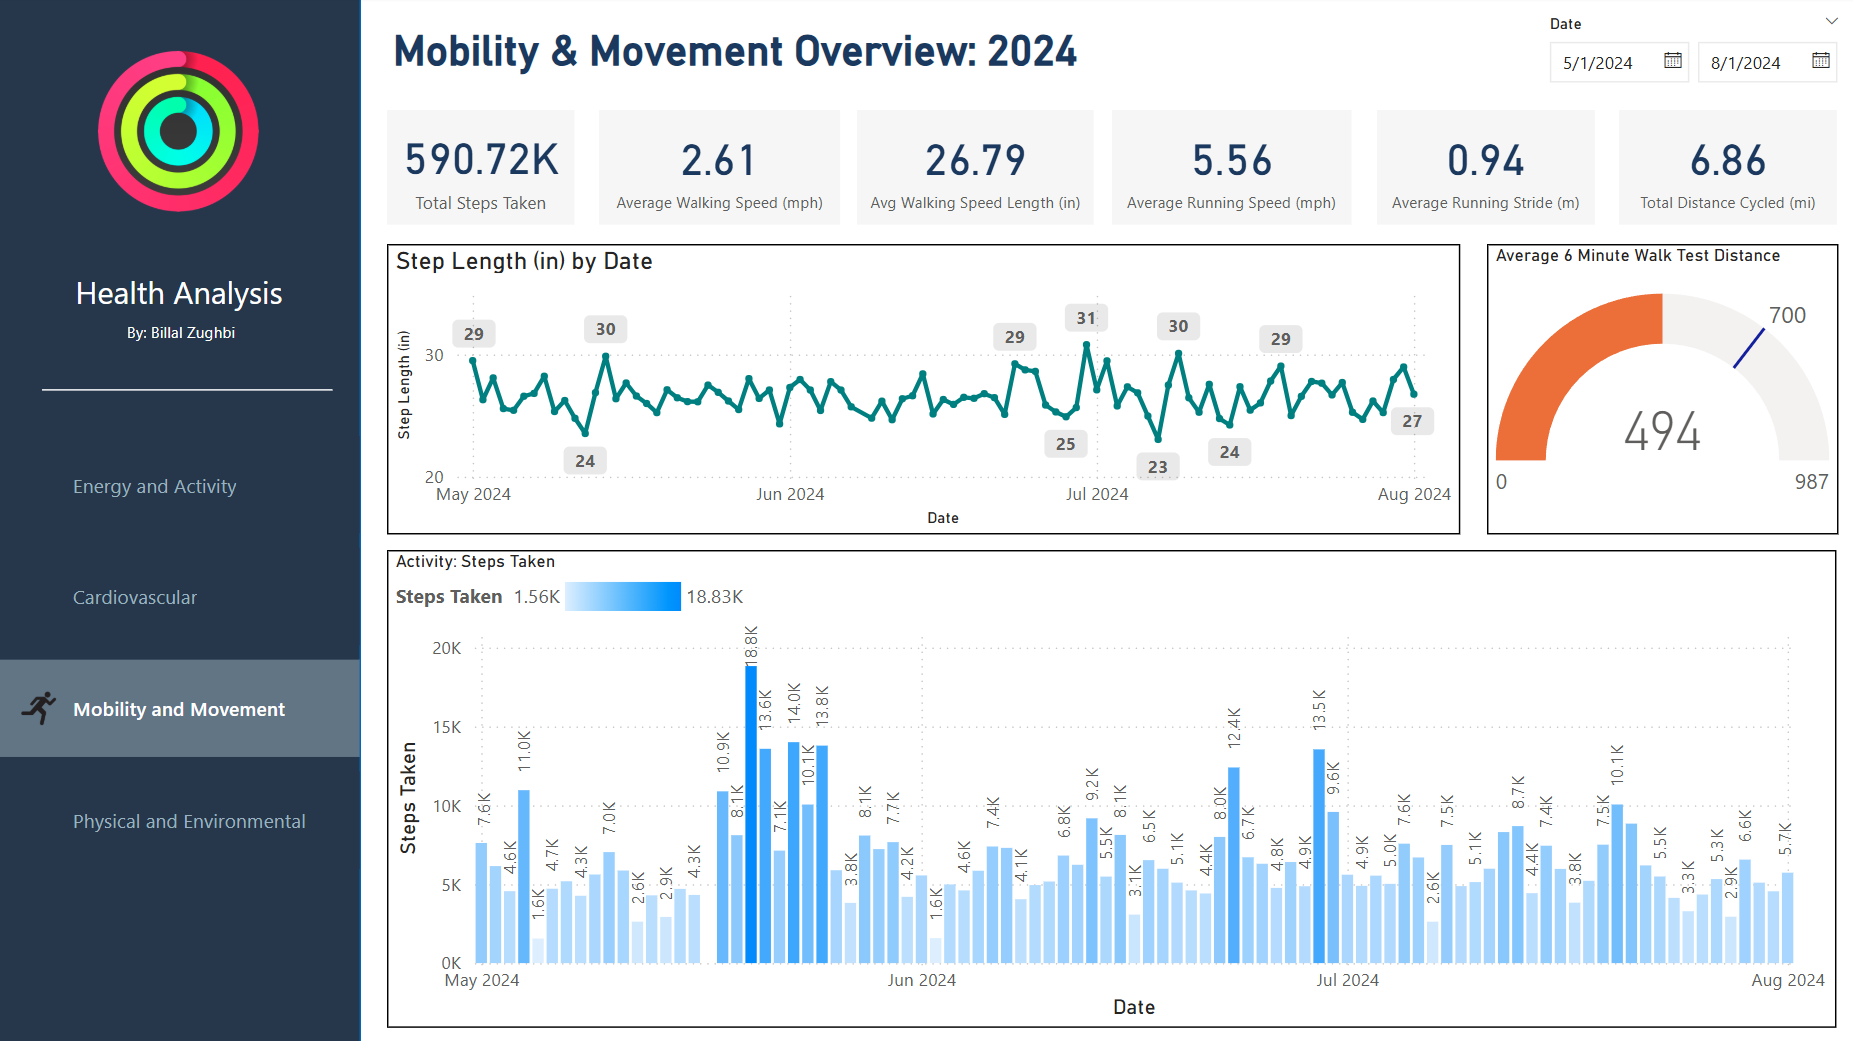 Health Analysis
By: Billal Zughbi
Energy and Activity
Cardiovascular
Mobility and Movement
Physical and Environmental
Mobility & Movement Overview: 2024
Date
5/1/2024 8/1/2024
590.72K
Total Steps Taken
2.61
Average Walking Speed (mph)
26.79
Avg Walking Speed Length (in)
5.56
Average Running Speed (mph)
0.94
Average Running Stride (m)
6.86
Total Distance Cycled (mi)
Step Length (in) by Date
Step Length (in)
30
20
29
24
30
29
25
31
23
30
24
29
27
May 2024 Jun 2024 Jul 2024 Aug 2024
Date
Average 6 Minute Walk Test Distance
700
494
0 987
Activity: Steps Taken
Steps Taken 1.56K 18.83K
Steps Taken
20K
15K
10K
5K
0K
7.6K
4.6K
11.0K
1.6K
4.7K
4.3K
7.0K
2.6K
2.9K
4.3K
10.9K
8.1K
18.8K
13.6K
7.1K
14.0K
10.1K
13.8K
3.8K
8.1K
7.7K
4.2K
1.6K
4.6K
7.4K
4.1K
6.8K
9.2K
5.5K
8.1K
3.1K
6.5K
5.1K
4.4K
8.0K
12.4K
6.7K
4.8K
4.9K
13.5K
9.6K
4.9K
5.0K
7.6K
2.6K
7.5K
5.1K
8.7K
4.4K
7.4K
3.8K
7.5K
10.1K
5.5K
3.3K
5.3K
2.9K
6.6K
5.7K
May 2024 Jun 2024 Jul 2024 Aug 2024
Date